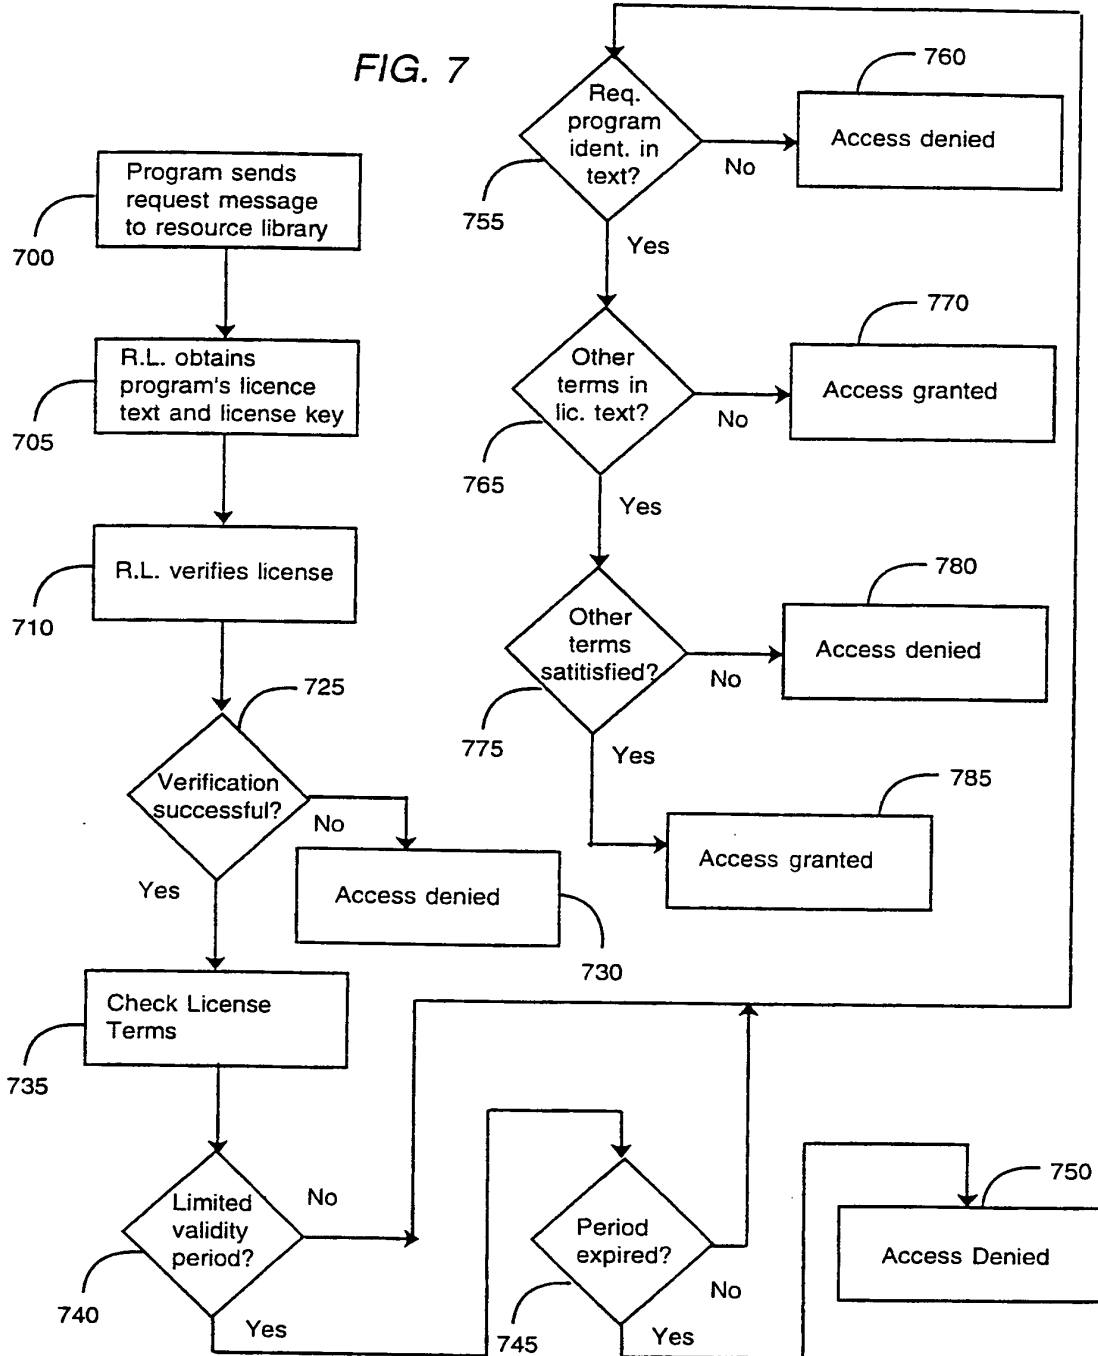 FIG. 7
Program sends
request message
to resource library
700
R.L. obtains
program's licence
text and license key
705
R.L. verifies license
710
725
Verification
successful?
No
Yes
Access denied
730
Check License
Terms
735
Limited
validity
period?
No
740
Yes
Period
expired?
No
745
Yes
750
Access Denied
Req.
program
ident. in
text?
755
No
Yes
760
Access denied
Other
terms in
lic. text?
765
No
Yes
770
Access granted
Other
terms
satitisfied?
775
No
Yes
780
Access denied
785
Access granted